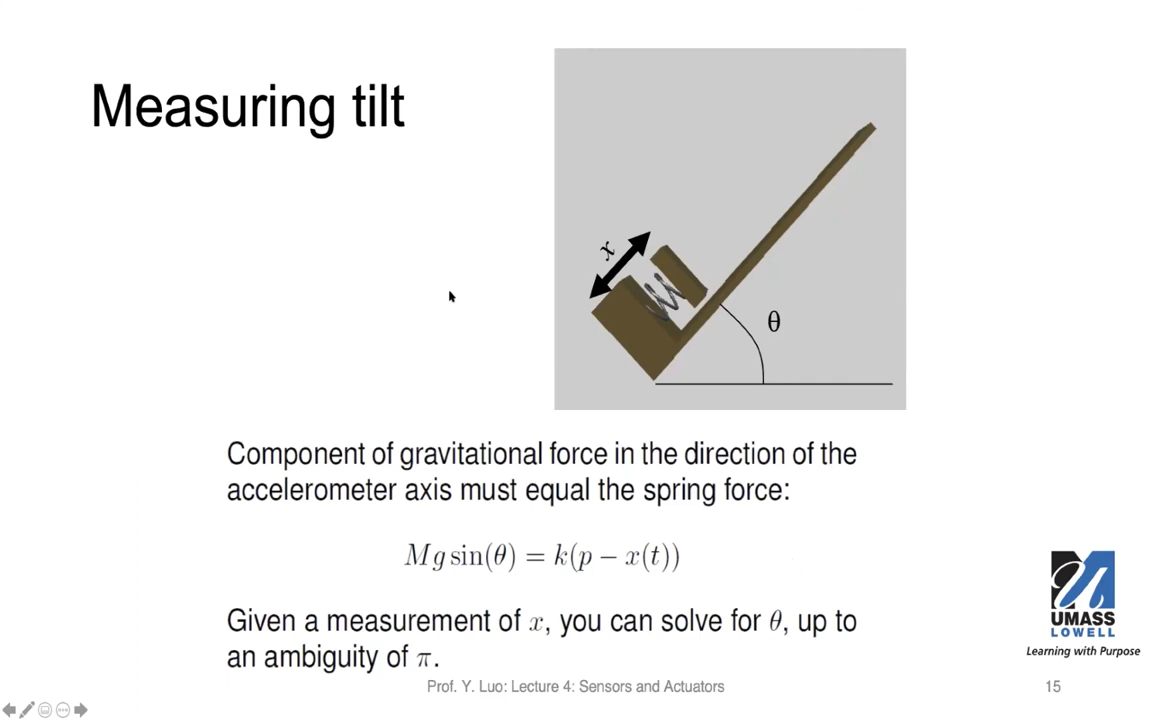 Measuring tilt
x
θ
Component of gravitational force in the direction of the
accelerometer axis must equal the spring force:
Mg sin(θ) = k(p − x(t))
Given a measurement of x, you can solve for θ, up to
an ambiguity of π.
UMASS
LOWELL
Learning with Purpose
Prof. Y. Luo: Lecture 4: Sensors and Actuators
15